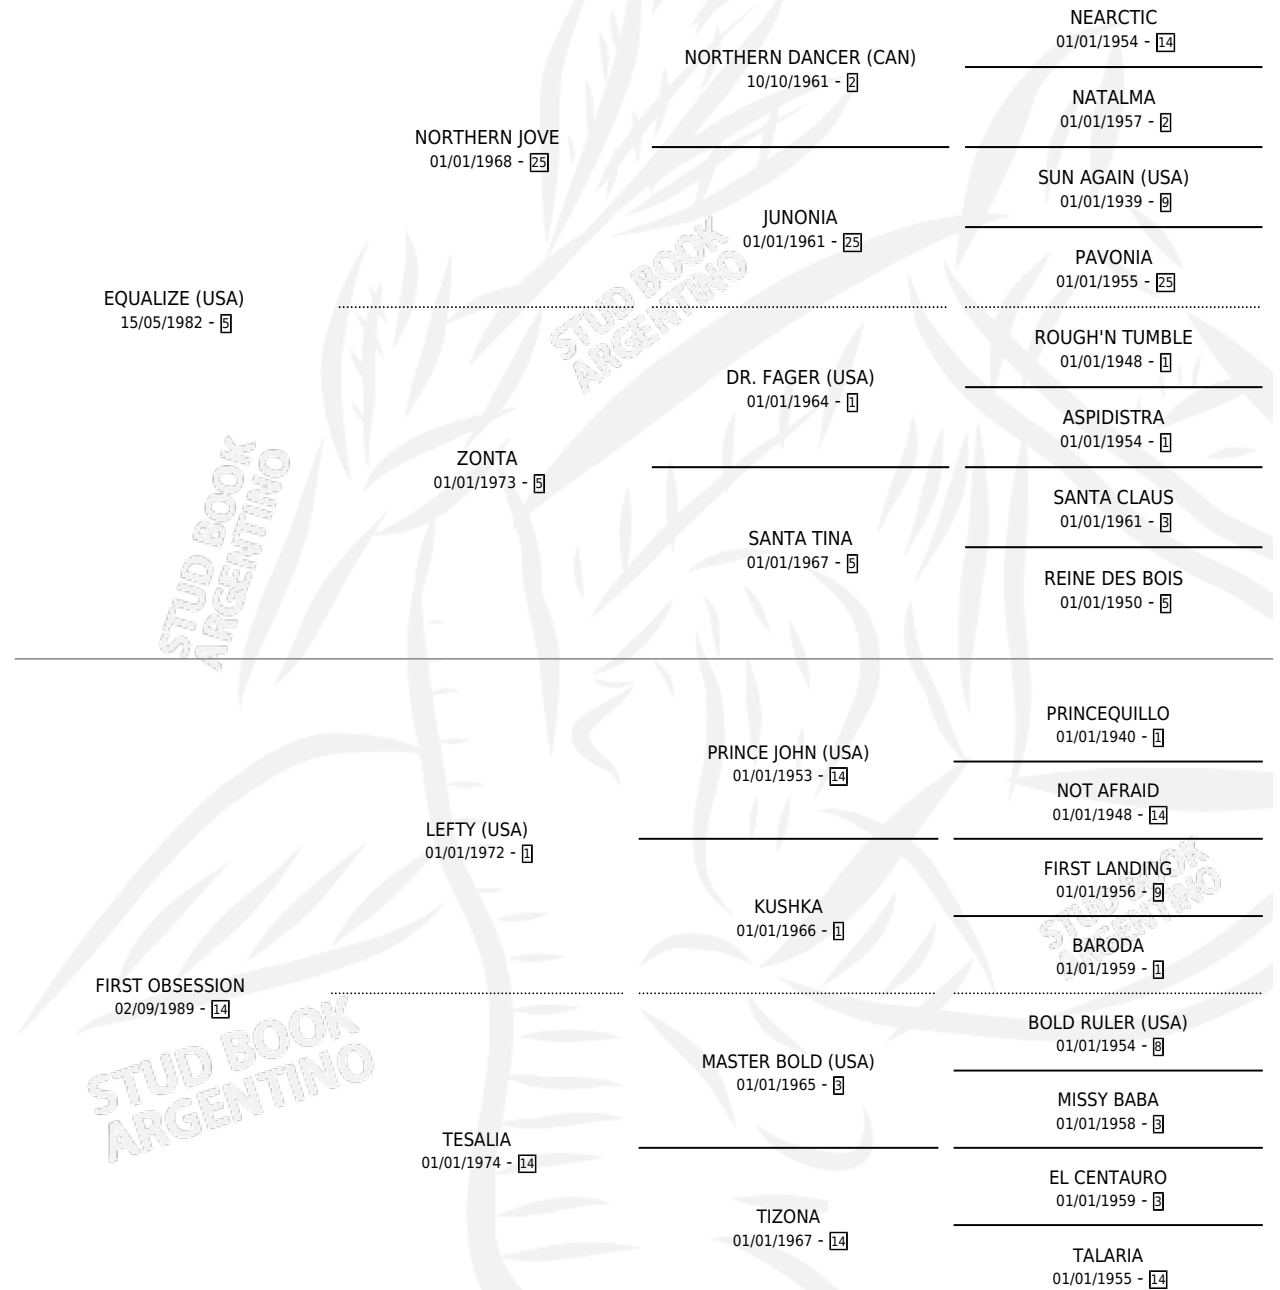 NEARCTIC
01/01/1954 - 14
NORTHERN DANCER (CAN)
10/10/1961 - 2
NATALMA
01/01/1957 - 2
NORTHERN JOVE
01/01/1968 - 25
SUN AGAIN (USA)
01/01/1939 - 9
JUNONIA
01/01/1961 - 25
PAVONIA
01/01/1955 - 25
EQUALIZE (USA)
15/05/1982 - 5
ROUGH'N TUMBLE
01/01/1948 - 1
DR. FAGER (USA)
01/01/1964 - 1
ASPIDISTRA
01/01/1954 - 1
ZONTA
01/01/1973 - 5
SANTA CLAUS
01/01/1961 - 3
SANTA TINA
01/01/1967 - 5
REINE DES BOIS
01/01/1950 - 5
PRINCEQUILLO
01/01/1940 - 1
PRINCE JOHN (USA)
01/01/1953 - 14
NOT AFRAID
01/01/1948 - 14
LEFTY (USA)
01/01/1972 - 1
FIRST LANDING
01/01/1956 - 9
KUSHKA
01/01/1966 - 1
BARODA
01/01/1959 - 1
FIRST OBSESSION
02/09/1989 - 14
BOLD RULER (USA)
01/01/1954 - 8
MASTER BOLD (USA)
01/01/1965 - 3
MISSY BABA
01/01/1958 - 3
TESALIA
01/01/1974 - 14
EL CENTAURO
01/01/1959 - 3
TIZONA
01/01/1967 - 14
TALARIA
01/01/1955 - 14
STUD BOOK
ARGENTINO
STUD BOOK
ARGENTINO
STUD BOOK
ARGENTINO
STUD BOOK
ARGENTINO